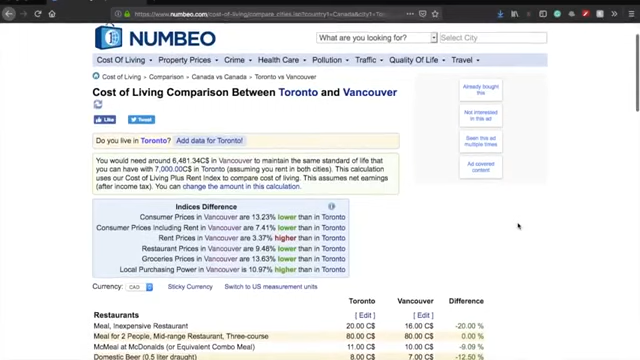 https://www.numbeo.com/cost-of-living/compare_cities.jsp?country1=Canada&city1=To
NUMBEO
What are you looking for?
Select City
Cost Of Living
Property Prices
Crime
Health Care
Pollution
Traffic
Quality Of Life
Travel
Cost of Living > Comparison > Canada vs Canada > Toronto vs Vancouver
Cost of Living Comparison Between Toronto and Vancouver
Like
Tweet
Already bought this
Not interested in this ad
Seen this ad multiple times
Ad covered content
Do you live in Toronto? Add data for Toronto!
You would need around 6,481.34C$ in Vancouver to maintain the same standard of life that
you can have with 7,000.00C$ in Toronto (assuming you rent in both cities). This calculation
uses our Cost of Living Plus Rent Index to compare cost of living. This assumes net earnings
(after income tax). You can change the amount in this calculation.
Indices Difference
Consumer Prices in Vancouver are 13.23% lower than in Toronto
Consumer Prices Including Rent in Vancouver are 7.41% lower than in Toronto
Rent Prices in Vancouver are 3.37% higher than in Toronto
Restaurant Prices in Vancouver are 9.48% lower than in Toronto
Groceries Prices in Vancouver are 13.63% lower than in Toronto
Local Purchasing Power in Vancouver is 10.97% higher than in Toronto
Currency: CAD Sticky Currency Switch to US measurement units
Toronto Vancouver Difference
Restaurants [ Edit ] [ Edit ]
Meal, Inexpensive Restaurant 20.00 C$ 16.00 C$ -20.00 %
Meal for 2 People, Mid-range Restaurant, Three-course 80.00 C$ 80.00 C$ 0.00 %
McMeal at McDonalds (or Equivalent Combo Meal) 11.00 C$ 10.00 C$ -9.09 %
Domestic Beer (0.5 liter draught) 8.00 C$ 7.00 C$ -12.50 %